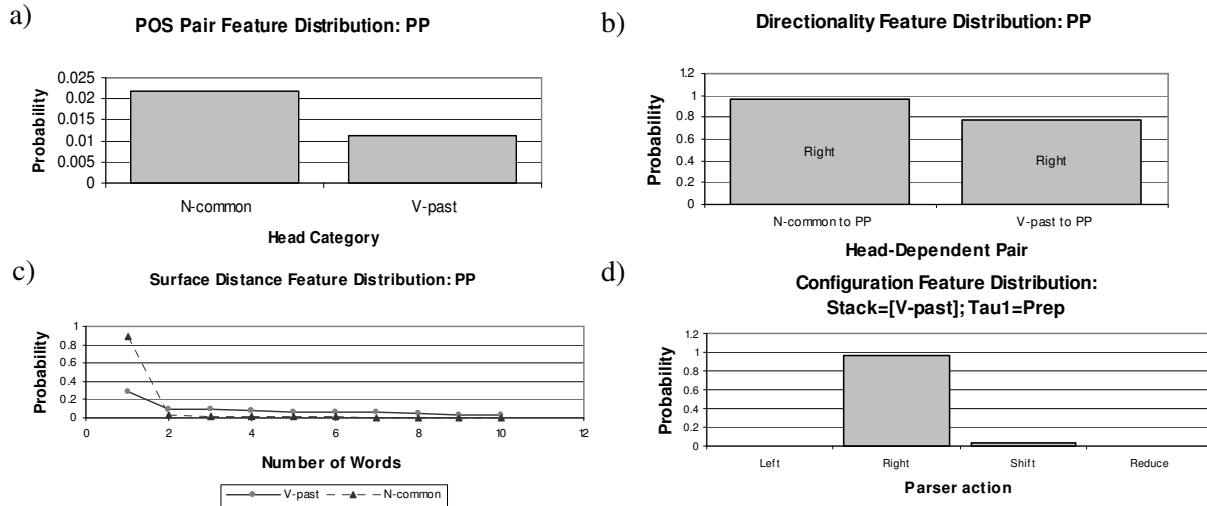 a)
POS Pair Feature Distribution: PP
Probability
0.025
0.02
0.015
0.01
0.005
0
N-common V-past
Head Category
b)
Directionality Feature Distribution: PP
Probability
1.2
1
0.8
0.6
0.4
0.2
0
Right Right
N-common to PP V-past to PP
Head-Dependent Pair
c)
Surface Distance Feature Distribution: PP
Probability
1
0.8
0.6
0.4
0.2
0
0 2 4 6 8 10 12
Number of Words
V-past N-common
d)
Configuration Feature Distribution:
Stack=[V-past]; Tau1=Prep
Probability
1.2
1
0.8
0.6
0.4
0.2
0
Left Right Shift Reduce
Parser action